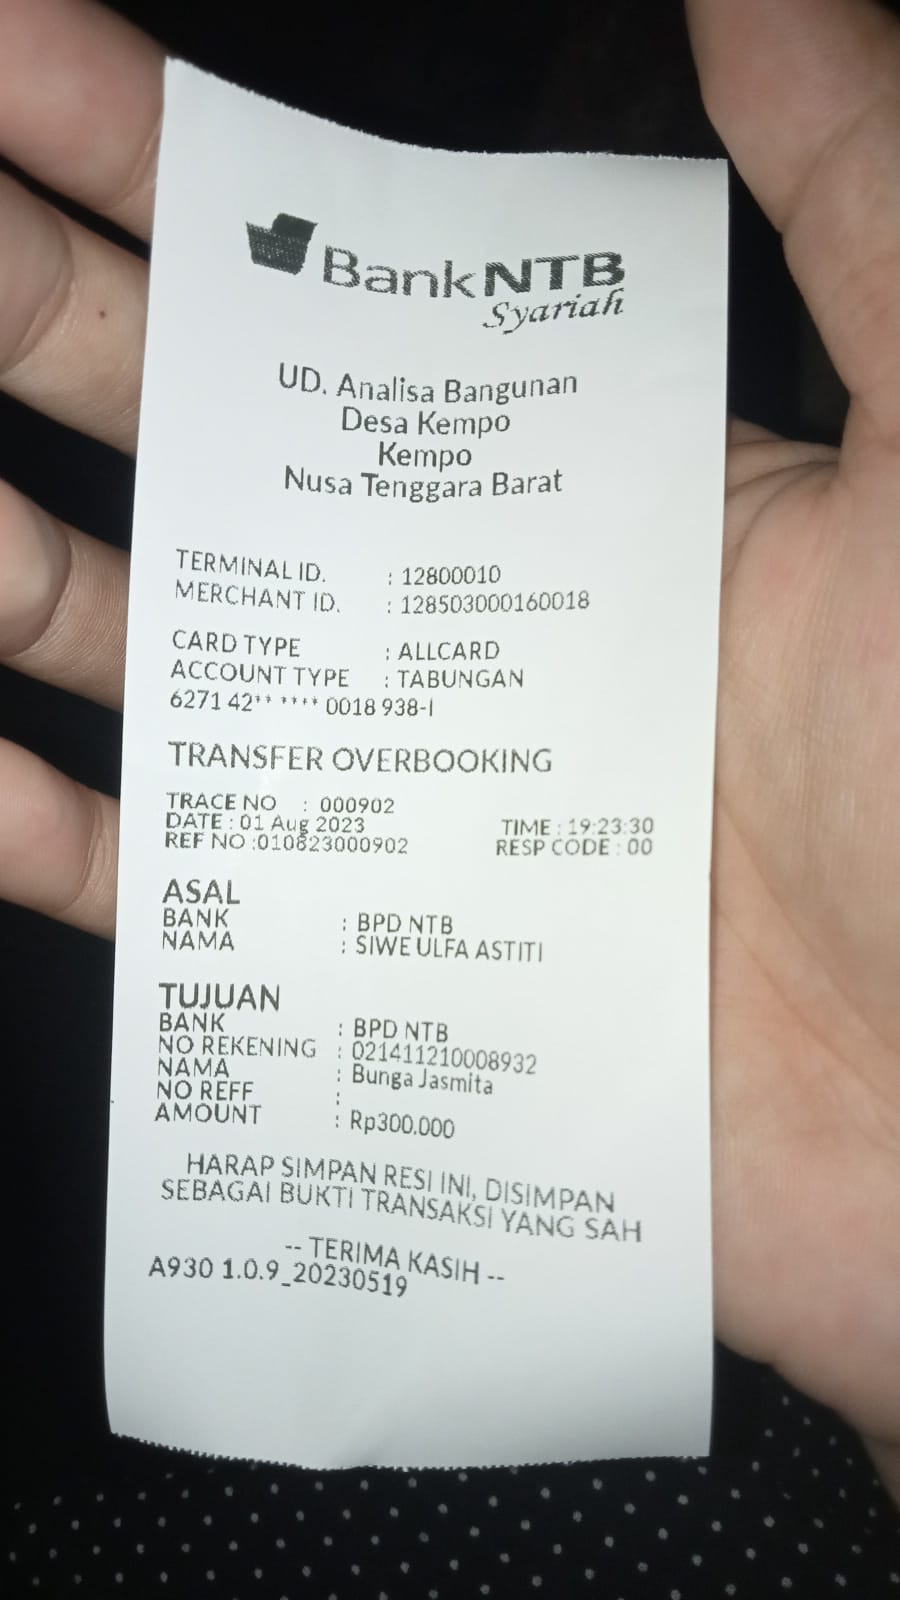 BankNTB
Syariah
UD. Analisa Bangunan
Desa Kempo
Kempo
Nusa Tenggara Barat
TERMINAL ID. : 12800010
MERCHANT ID. : 128503000160018
CARD TYPE : ALLCARD
ACCOUNT TYPE : TABUNGAN
6271 42** **** 0018 938-I
TRANSFER OVERBOOKING
TRACE NO : 000902
DATE : 01 Aug 2023 TIME : 19:23:30
REF NO :010823000902 RESP CODE : 00
ASAL
BANK : BPD NTB
NAMA : SIWE ULFA ASTITI
TUJUAN
BANK : BPD NTB
NO REKENING : 021411210008932
NAMA : Bunga Jasmita
NO REFF :
AMOUNT : Rp300.000
HARAP SIMPAN RESI INI, DISIMPAN
SEBAGAI BUKTI TRANSAKSI YANG SAH
-- TERIMA KASIH --
A930 1.0.9_20230519